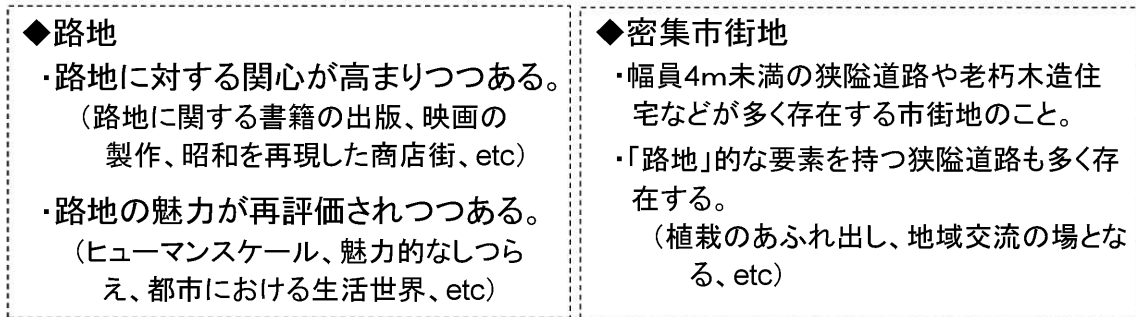 ◆路地
・路地に対する関心が高まりつつある。
（路地に関する書籍の出版、映画の
製作、昭和を再現した商店街、etc）
・路地の魅力が再評価されつつある。
（ヒューマンスケール、魅力的なしつら
え、都市における生活世界、etc）
◆密集市街地
・幅員4ｍ未満の狭隘道路や老朽木造住
宅などが多く存在する市街地のこと。
・「路地」的な要素を持つ狭隘道路も多く存
在する。
（植栽のあふれ出し、地域交流の場とな
る、etc）